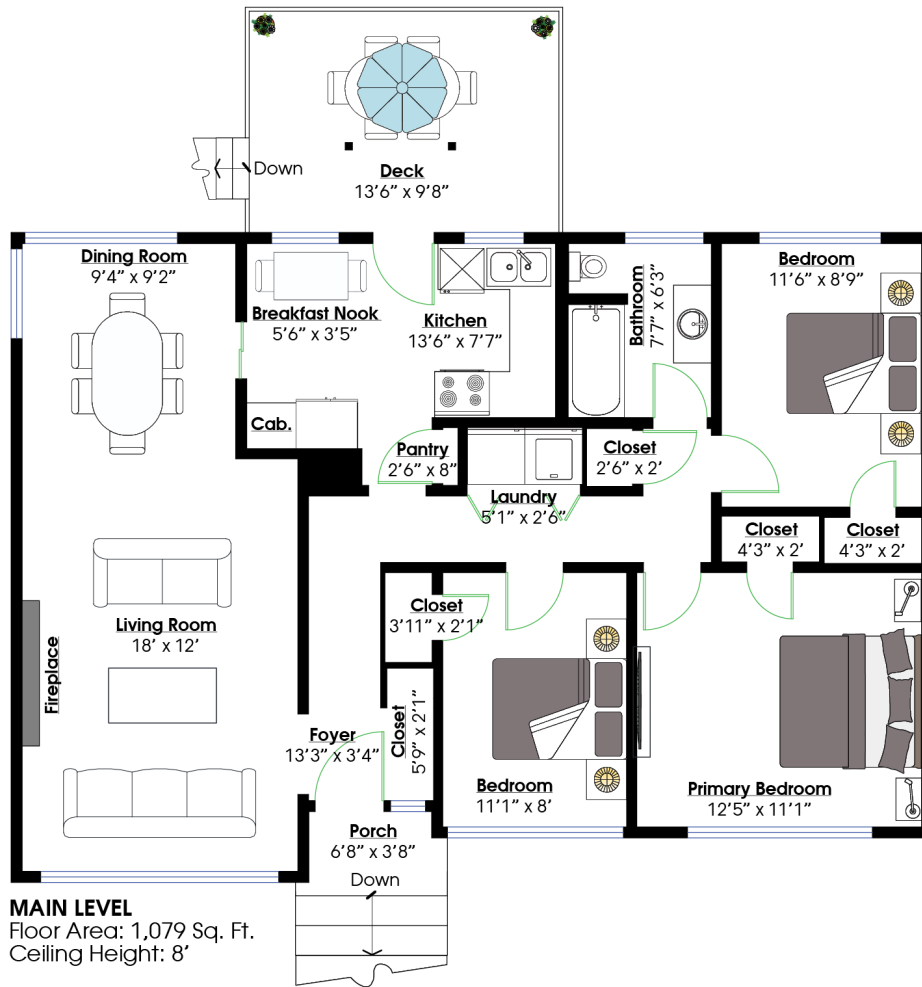 Down
Deck
13'6" x 9'8"
Dining Room
9'4" x 9'2"
Breakfast Nook
5'6" x 3'5"
Kitchen
13'6" x 7'7"
Bathroom
7'7" x 6'3"
Bedroom
11'6" x 8'9"
Cab.
Pantry
2'6" x 8"
Closet
2'6" x 2'
Laundry
5'1" x 2'6"
Closet
4'3" x 2'
Closet
4'3" x 2'
Closet
3'11" x 2'1"
Living Room
18' x 12'
Fireplace
Foyer
13'3" x 3'4"
Closet
5'9" x 2'1"
Bedroom
11'1" x 8'
Primary Bedroom
12'5" x 11'1"
Porch
6'8" x 3'8"
Down
MAIN LEVEL
Floor Area: 1,079 Sq. Ft.
Ceiling Height: 8'